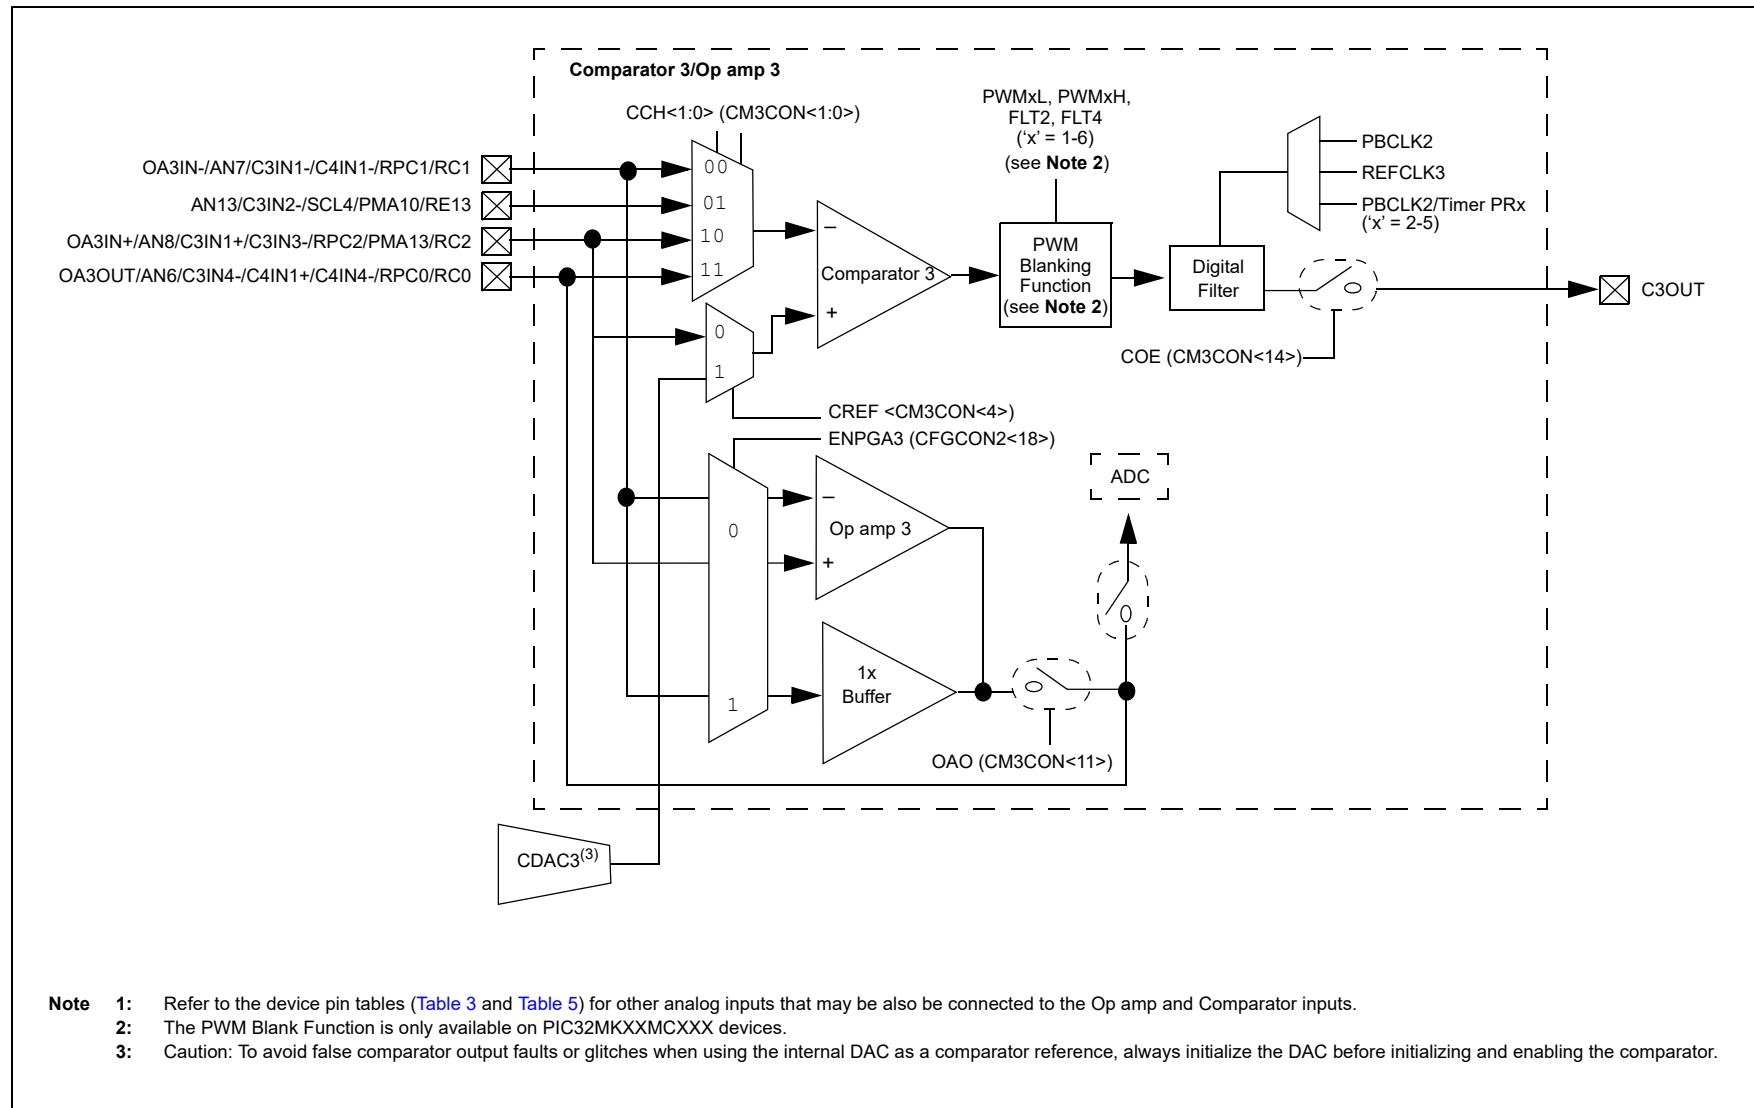 Comparator 3/Op amp 3
CCH<1:0> (CM3CON<1:0>)
PWMxL, PWMxH,
FLT2, FLT4
(‘x’ = 1-6)
(see Note 2)
PBCLK2
REFCLK3
PBCLK2/Timer PRx
(‘x’ = 2-5)
OA3IN-/AN7/C3IN1-/C4IN1-/RPC1/RC1
AN13/C3IN2-/SCL4/PMA10/RE13
OA3IN+/AN8/C3IN1+/C3IN3-/RPC2/PMA13/RC2
OA3OUT/AN6/C3IN4-/C4IN1+/C4IN4-/RPC0/RC0
00
01
10
11
–
Comparator 3
+
PWM
Blanking
Function
(see Note 2)
Digital
Filter
C3OUT
COE (CM3CON<14>)
0
1
CREF <CM3CON<4>)
ENPGA3 (CFGCON2<18>)
ADC
0
1
–
Op amp 3
+
1x
Buffer
OAO (CM3CON<11>)
CDAC3(3)
Note 1: Refer to the device pin tables (Table 3 and Table 5) for other analog inputs that may be also be connected to the Op amp and Comparator inputs.
2: The PWM Blank Function is only available on PIC32MKXXMCXXX devices.
3: Caution: To avoid false comparator output faults or glitches when using the internal DAC as a comparator reference, always initialize the DAC before initializing and enabling the comparator.